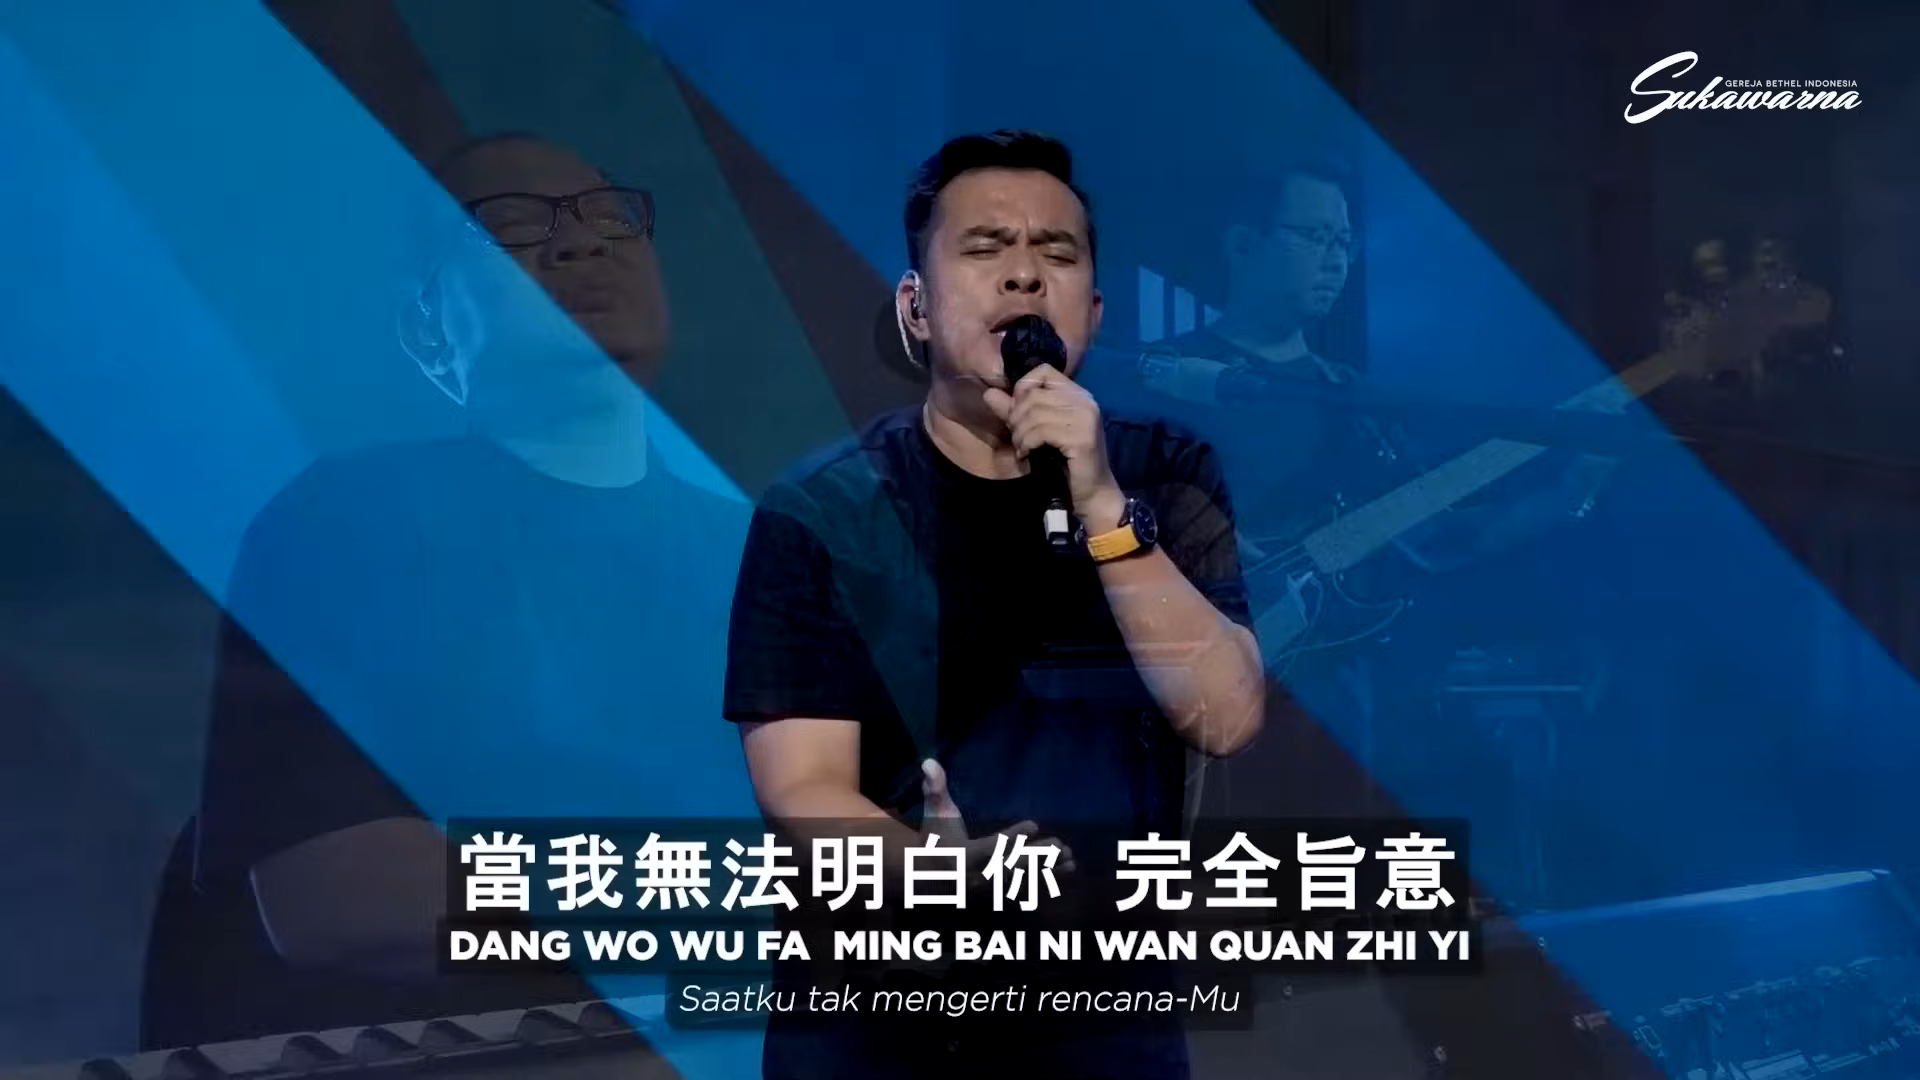 GEREJA BETHEL INDONESIA
Sukawarna
當我無法明白你 完全旨意
DANG WO WU FA MING BAI NI WAN QUAN ZHI YI
Saatku tak mengerti rencana-Mu